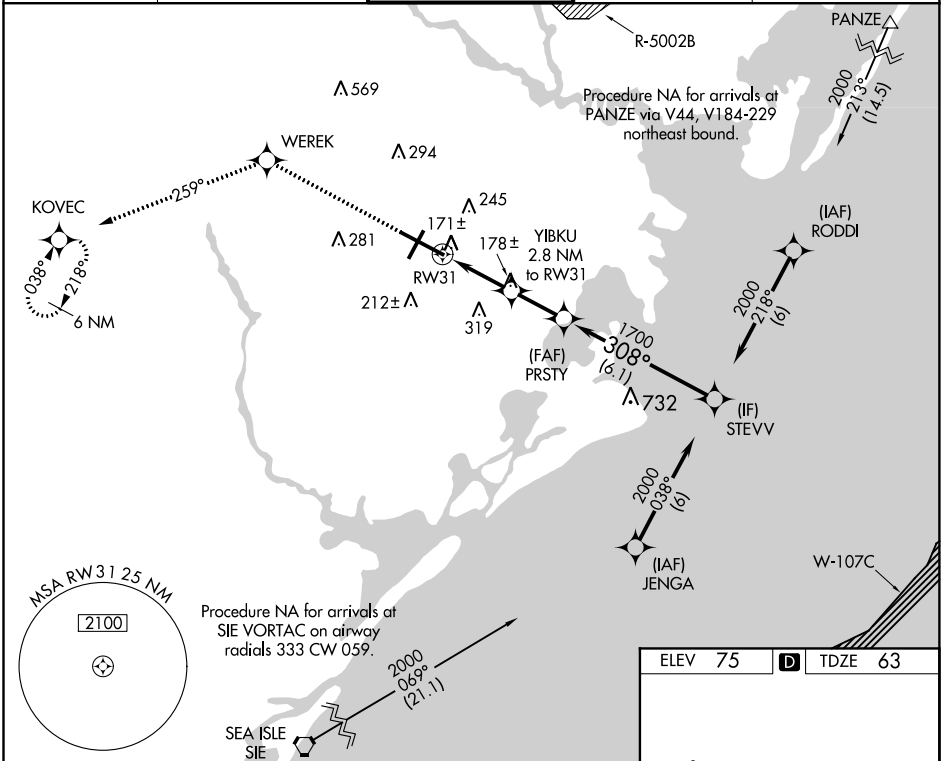 PANZE
R-5002B
2000
213°
(14.5)
Procedure NA for arrivals at
PANZE via V44, V184-229
northeast bound.
569
WEREK
294
259°
KOVEC
245
(IAF)
RODDI
171±
281
178±
YIBKU
2.8 NM
to RW31
RW31
038°
218°
6 NM
212±
319
2000
218°
(6)
(FAF)
PRSTY
1700
308°
(6.1)
732
(IF)
STEVV
2000
038°
(6)
(IAF)
JENGA
W-107C
MSA RW31 25 NM
2100
Procedure NA for arrivals at
SIE VORTAC on airway
radials 333 CW 059.
2000
069°
(21.1)
SEA ISLE
SIE
ELEV 75 D TDZE 63